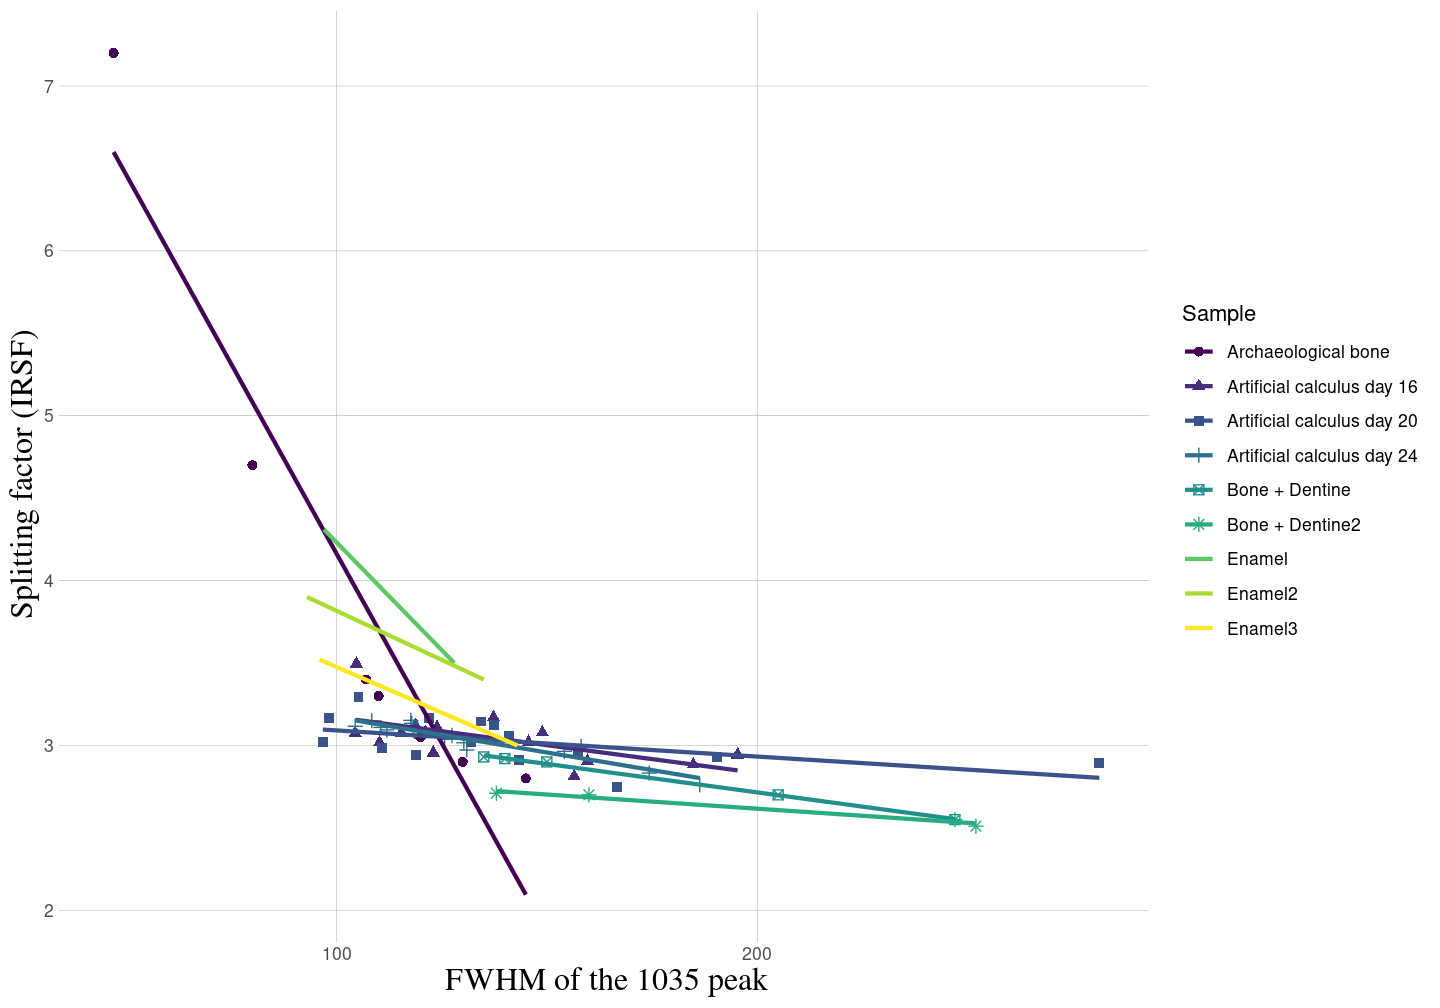 7
6
5
4
3
2
Splitting factor (IRSF)
100
200
FWHM of the 1035 peak
Sample
Archaeological bone
Artificial calculus day 16
Artificial calculus day 20
Artificial calculus day 24
Bone + Dentine
Bone + Dentine2
Enamel
Enamel2
Enamel3